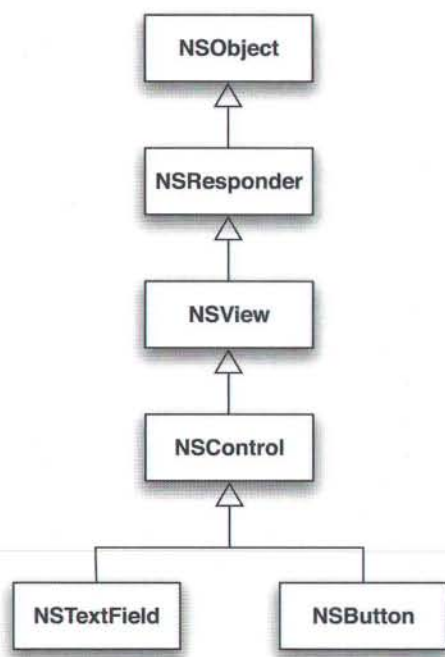 NSObject
NSResponder
NSView
NSControl
NSTextField
NSButton